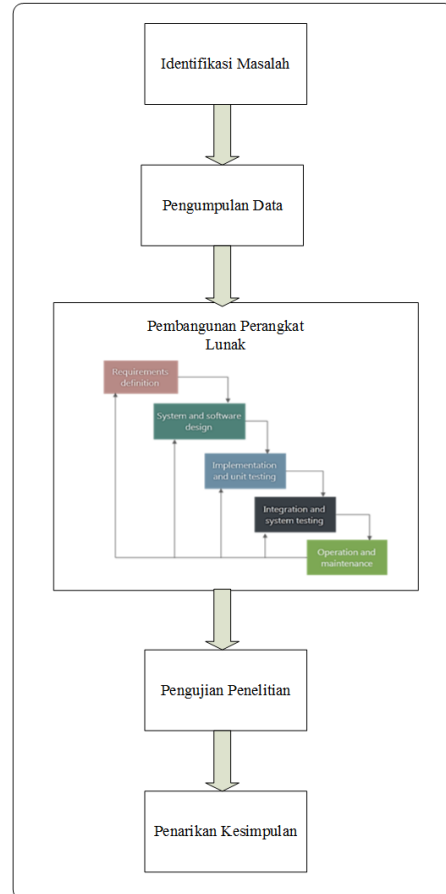 Identifikasi Masalah
Pengumpulan Data
Pembangunan Perangkat
Lunak
Requirements
definition
System and software
design
Implementation
and unit testing
Integration and
system testing
Operation and
maintenance
Pengujian Penelitian
Penarikan Kesimpulan